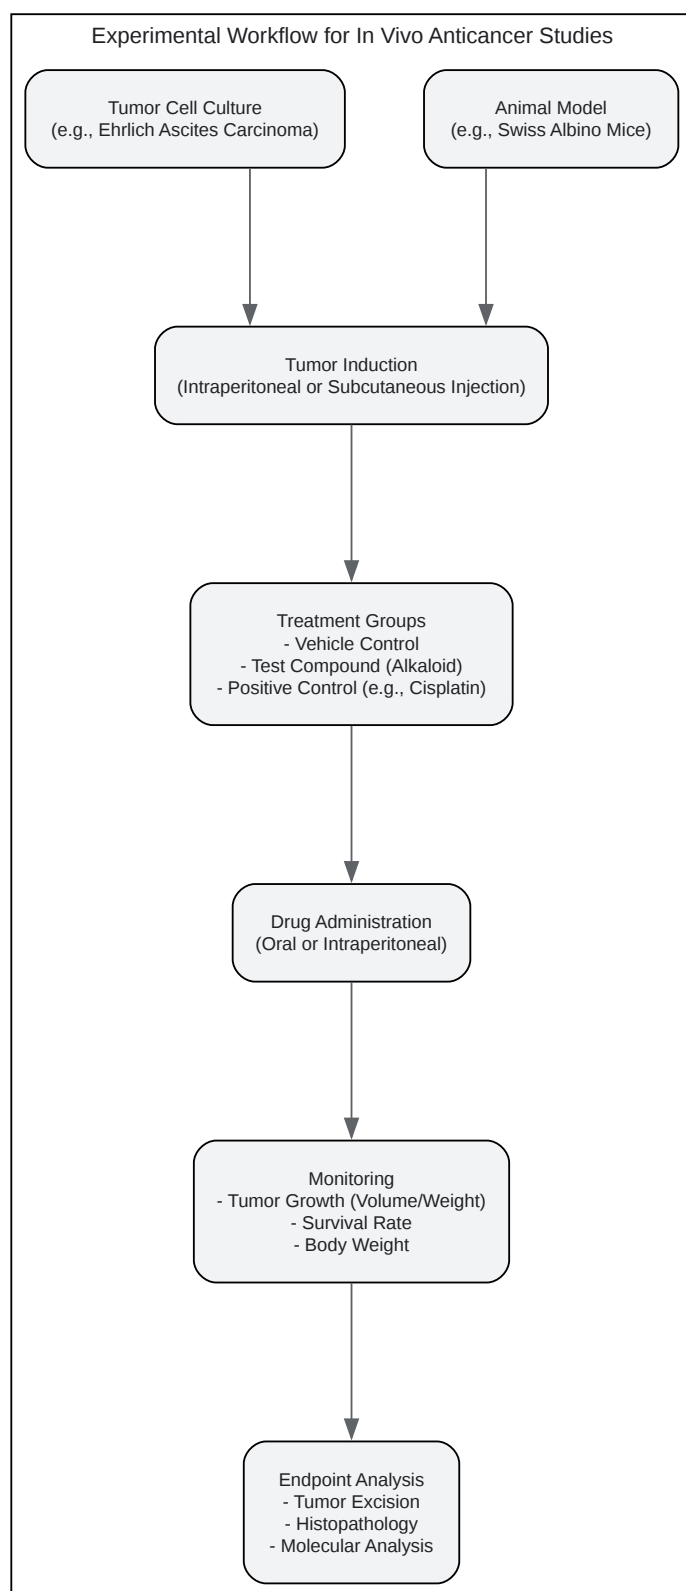 Experimental Workflow for In Vivo Anticancer Studies
Tumor Cell Culture
(e.g., Ehrlich Ascites Carcinoma)
Animal Model
(e.g., Swiss Albino Mice)
Tumor Induction
(Intraperitoneal or Subcutaneous Injection)
Treatment Groups
- Vehicle Control
- Test Compound (Alkaloid)
- Positive Control (e.g., Cisplatin)
Drug Administration
(Oral or Intraperitoneal)
Monitoring
- Tumor Growth (Volume/Weight)
- Survival Rate
- Body Weight
Endpoint Analysis
- Tumor Excision
- Histopathology
- Molecular Analysis